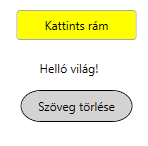 Kattints rám
Helló világ!
Szöveg törlése